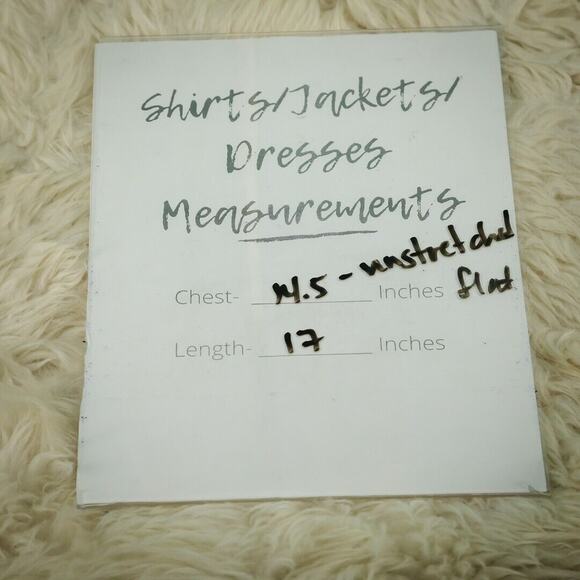 Shirts/Jackets/
Dresses
Measurements
Chest- 14.5 - unstretched Inches flat
Length- 17 Inches